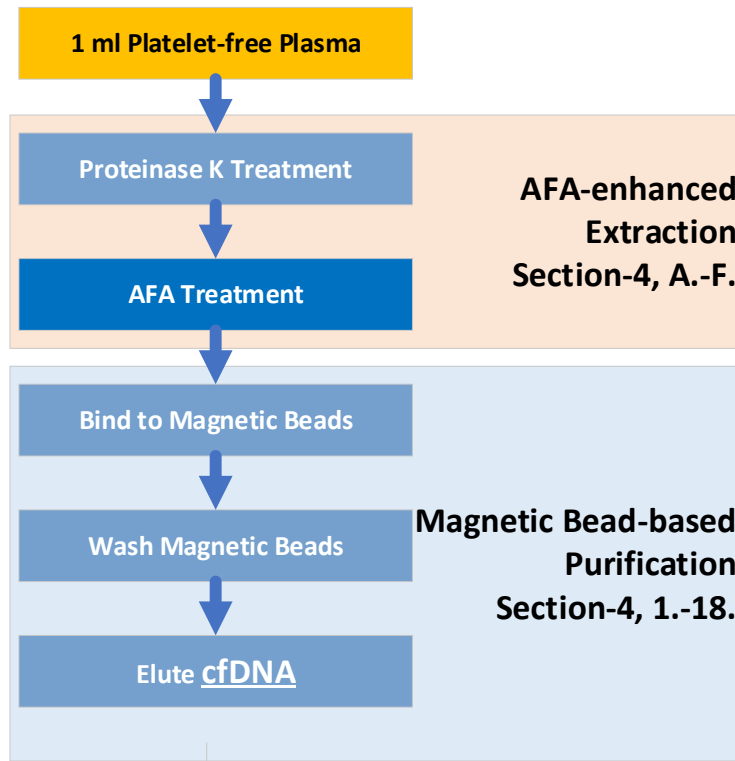 1 ml Platelet-free Plasma
Proteinase K Treatment
AFA Treatment
AFA-enhanced
Extraction
Section-4, A.-F.
Bind to Magnetic Beads
Wash Magnetic Beads
Elute cfDNA
Magnetic Bead-based
Purification
Section-4, 1.-18.